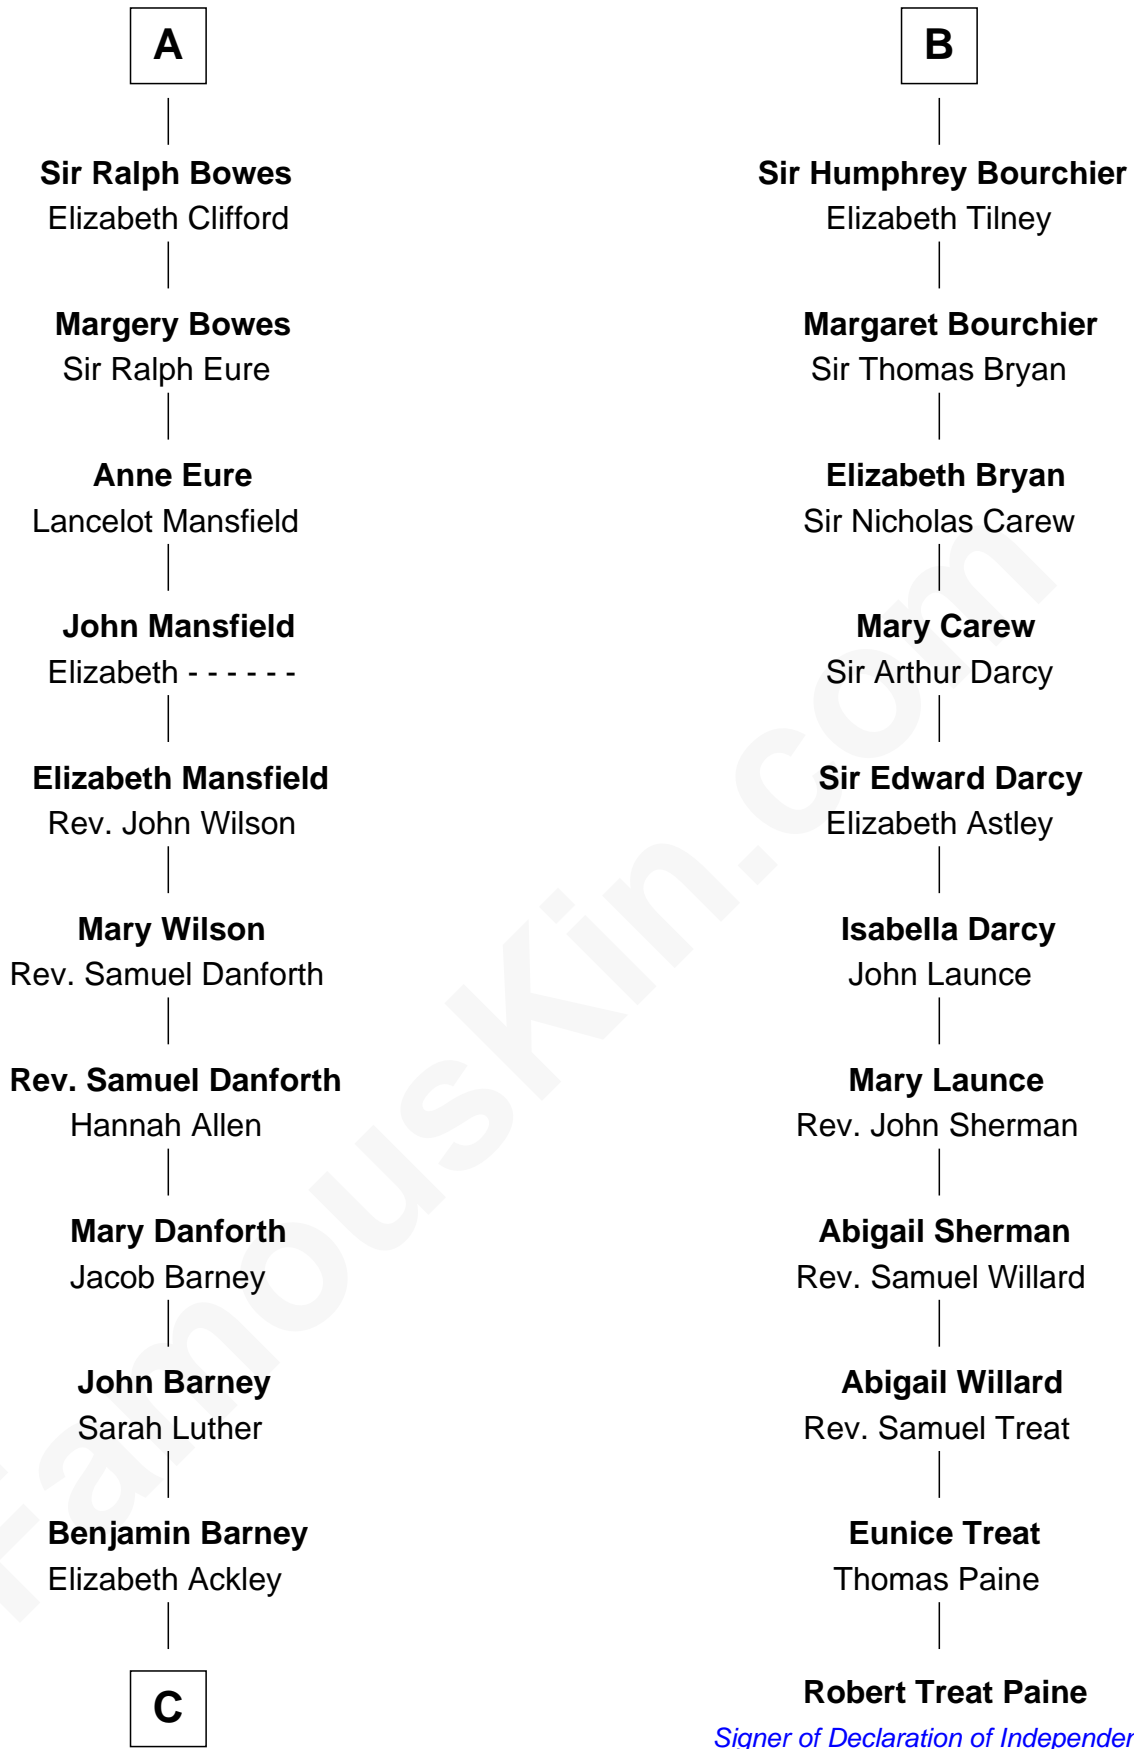 A
Sir Ralph Bowes
Elizabeth Clifford
Margery Bowes
Sir Ralph Eure
Anne Eure
Lancelot Mansfield
John Mansfield
Elizabeth - - - - - -
Elizabeth Mansfield
Rev. John Wilson
Mary Wilson
Rev. Samuel Danforth
Rev. Samuel Danforth
Hannah Allen
Mary Danforth
Jacob Barney
John Barney
Sarah Luther
Benjamin Barney
Elizabeth Ackley
C
B
Sir Humphrey Bourchier
Elizabeth Tilney
Margaret Bourchier
Sir Thomas Bryan
Elizabeth Bryan
Sir Nicholas Carew
Mary Carew
Sir Arthur Darcy
Sir Edward Darcy
Elizabeth Astley
Isabella Darcy
John Launce
Mary Launce
Rev. John Sherman
Abigail Sherman
Rev. Samuel Willard
Abigail Willard
Rev. Samuel Treat
Eunice Treat
Thomas Paine
Robert Treat Paine
Signer of Declaration of Independen
FamousKin.com